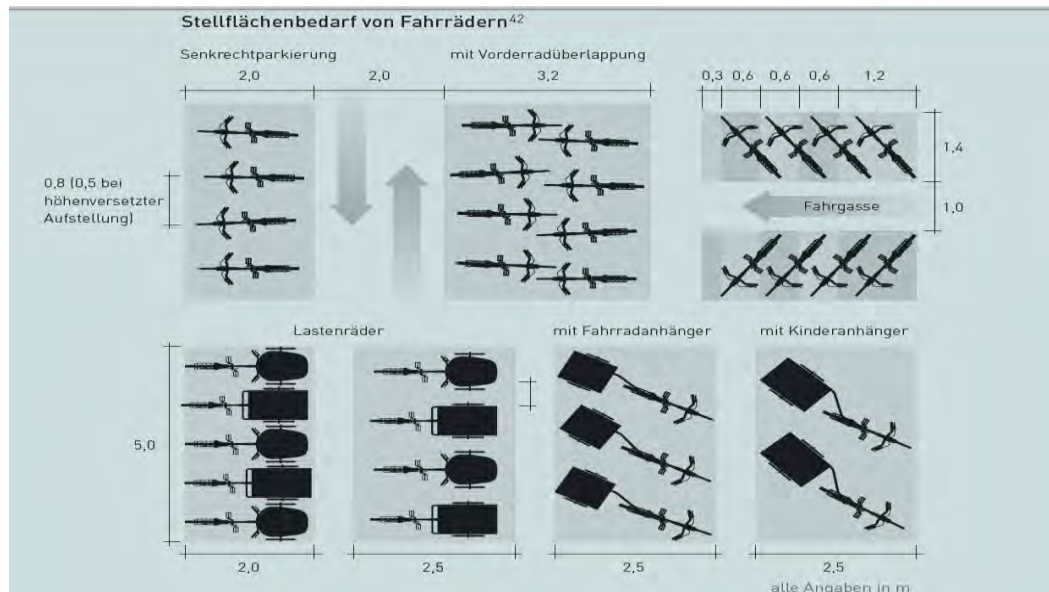 Stellflächenbedarf von Fahrrädern⁴²
Senkrechtparkierung
mit Vorderradüberlappung
2,0
2,0
3,2
0,3
0,6
0,6
0,6
1,2
0,8 (0,5 bei
höhenversetzter
Aufstellung)
1,4
Fahrgasse
1,0
Lastenräder
mit Fahrradanhänger
mit Kinderanhänger
5,0
2,0
2,5
2,5
2,5
alle Angaben in m